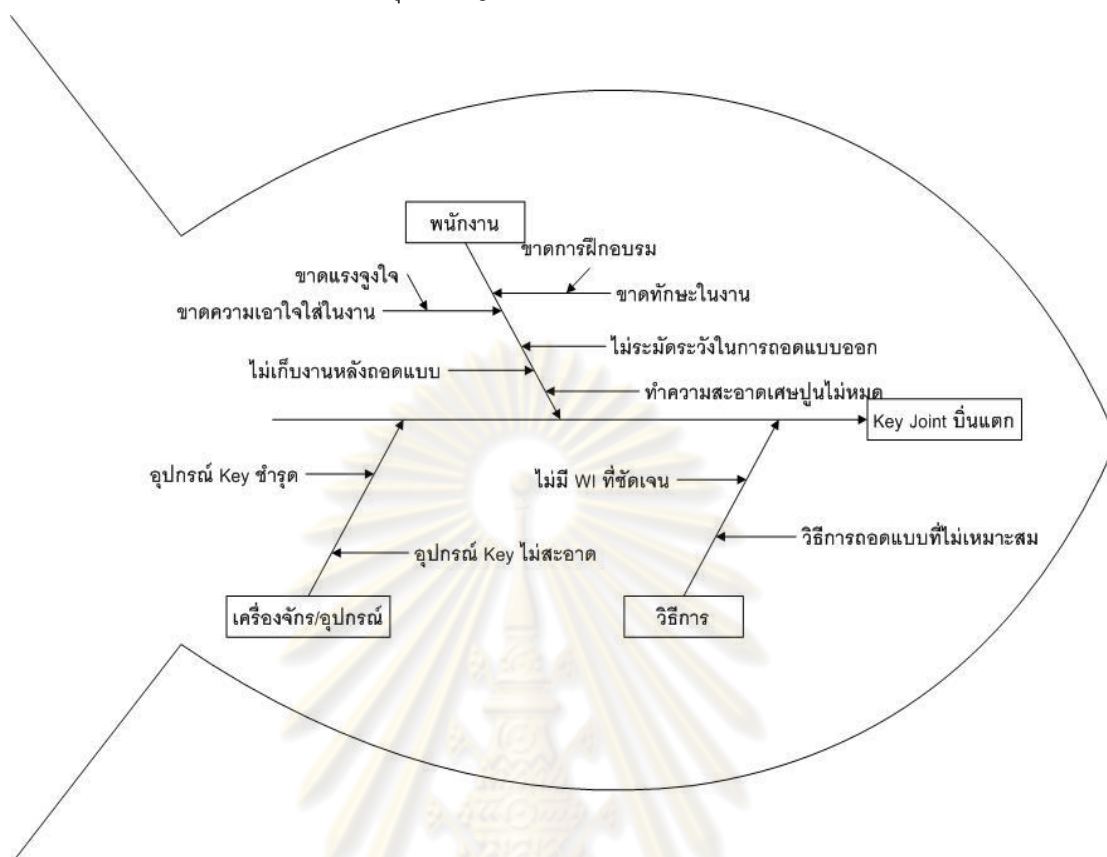 พนักงาน
ขาดการฝึกอบรม
ขาดแรงจูงใจ
ขาดทักษะในงาน
ขาดความเอาใจใส่ในงาน
ไม่ระมัดระวังในการถอดแบบออก
ไม่เก็บงานหลังถอดแบบ
ทำความสะอาดเศษปูนไม่หมด
Key Joint บิ่นแตก
อุปกรณ์ Key ชำรุด
ไม่มี WI ที่ชัดเจน
วิธีการถอดแบบที่ไม่เหมาะสม
อุปกรณ์ Key ไม่สะอาด
เครื่องจักร/อุปกรณ์
วิธีการ